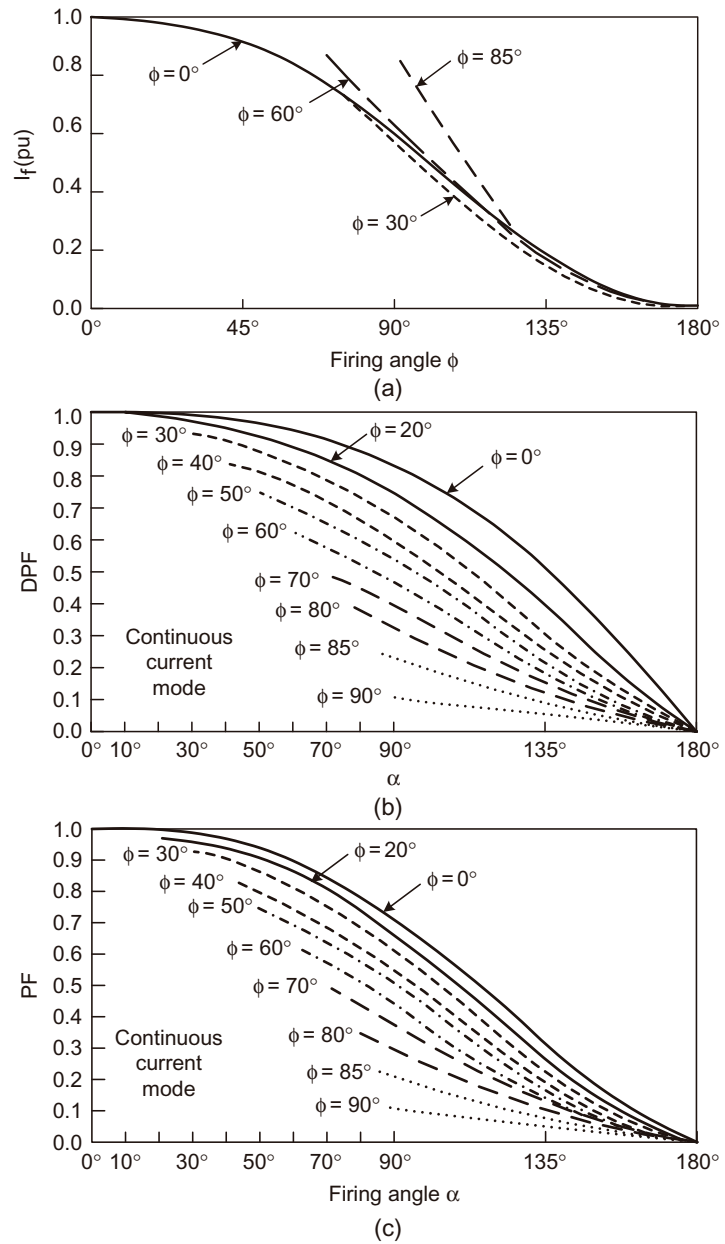 1.0
0.8
0.6
0.4
0.2
0.0
I_f(pu)
ϕ = 0°
ϕ = 60°
ϕ = 85°
ϕ = 30°
0° 45° 90° 135° 180°
Firing angle ϕ
(a)
1.0
0.9
0.8
0.7
0.6
0.5
0.4
0.3
0.2
0.1
0.0
DPF
ϕ = 20°
ϕ = 0°
ϕ = 30°
ϕ = 40°
ϕ = 50°
ϕ = 60°
ϕ = 70°
ϕ = 80°
ϕ = 85°
ϕ = 90°
Continuous
current
mode
0° 10° 30° 50° 70° 90° 135° 180°
α
(b)
1.0
0.9
0.8
0.7
0.6
0.5
0.4
0.3
0.2
0.1
0.0
PF
ϕ = 20°
ϕ = 0°
ϕ = 30°
ϕ = 40°
ϕ = 50°
ϕ = 60°
ϕ = 70°
ϕ = 80°
ϕ = 85°
ϕ = 90°
Continuous
current
mode
0° 10° 30° 50° 70° 90° 135° 180°
Firing angle α
(c)